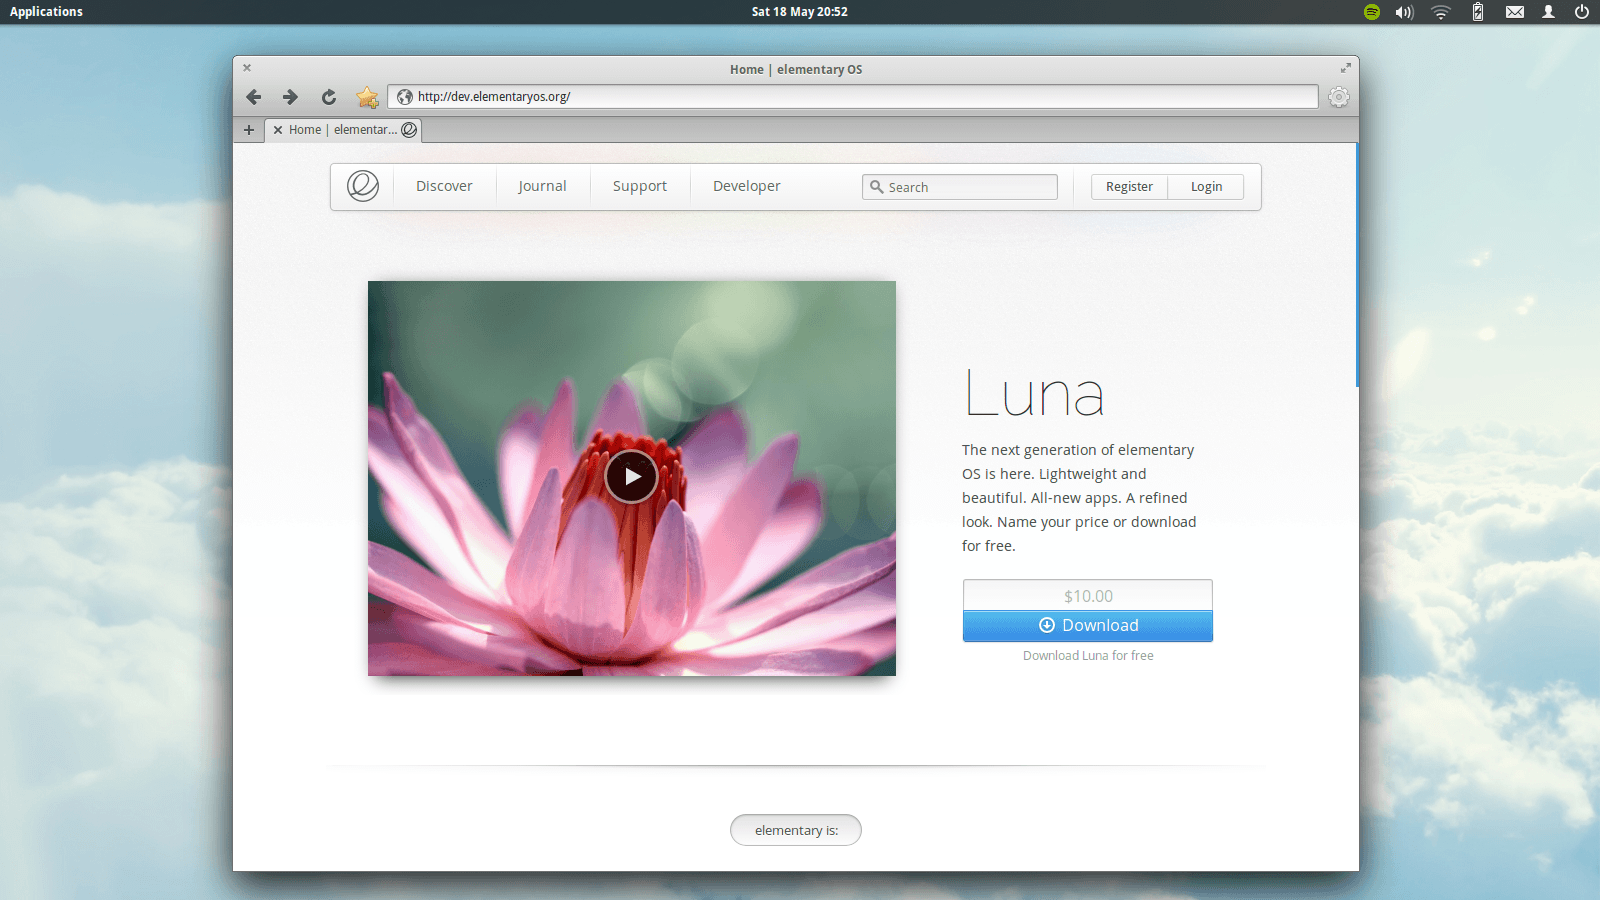 Applications
Sat 18 May 20:52
Home | elementary OS
http://dev.elementaryos.org/
Home | elementar...
Discover
Journal
Support
Developer
Search
Register
Login
Luna
The next generation of elementary
OS is here. Lightweight and
beautiful. All-new apps. A refined
look. Name your price or download
for free.
$10.00
Download
Download Luna for free
elementary is: